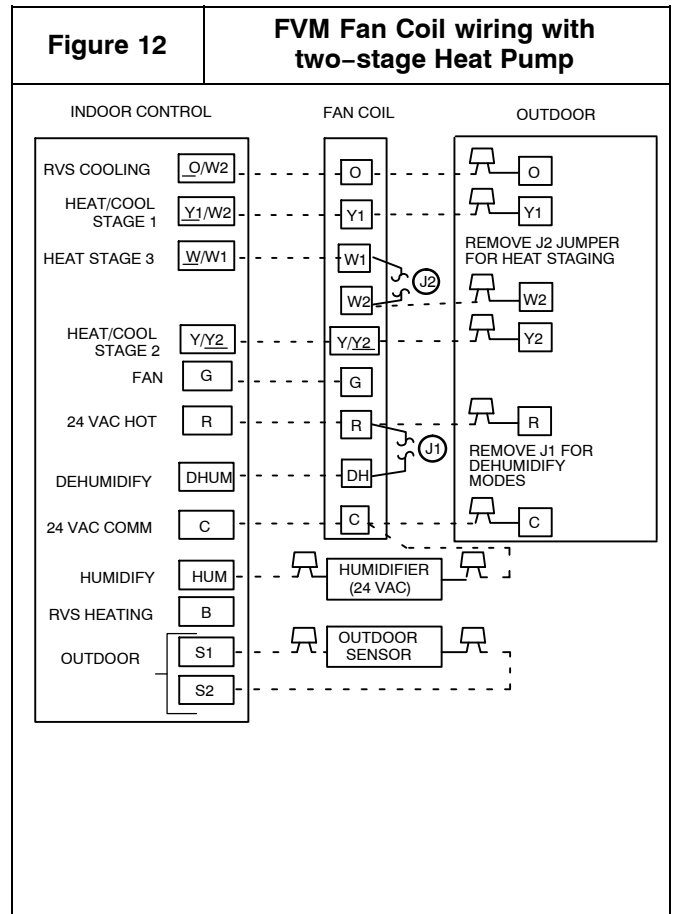 Figure 12
FVM Fan Coil wiring with
two-stage Heat Pump
INDOOR CONTROL
FAN COIL
OUTDOOR
RVS COOLING
O/W2
O
O
HEAT/COOL
STAGE 1
Y1/W2
Y1
Y1
REMOVE J2 JUMPER
FOR HEAT STAGING
HEAT STAGE 3
W/W1
W1
J2
W2
W2
HEAT/COOL
STAGE 2
Y/Y2
Y/Y2
Y2
FAN
G
G
24 VAC HOT
R
R
R
J1
REMOVE J1 FOR
DEHUMIDIFY
MODES
DEHUMIDIFY
DHUM
DH
24 VAC COMM
C
C
C
HUMIDIFY
HUM
HUMIDIFIER
(24 VAC)
RVS HEATING
B
OUTDOOR
S1
OUTDOOR
SENSOR
S2